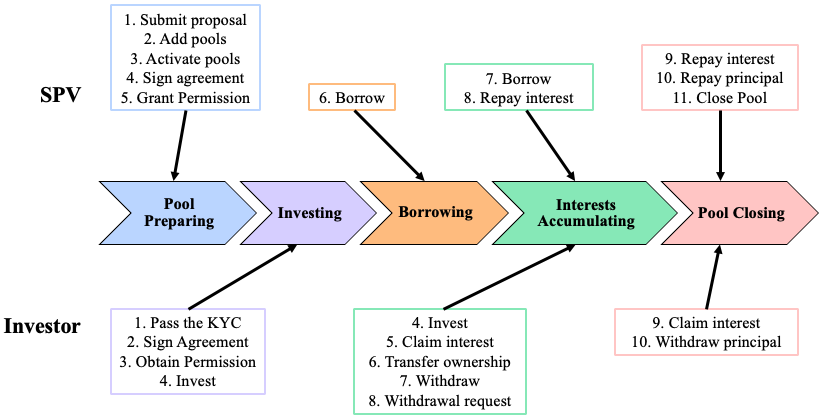 1. Submit proposal
2. Add pools
3. Activate pools
4. Sign agreement
5. Grant Permission
SPV
6. Borrow
7. Borrow
8. Repay interest
9. Repay interest
10. Repay principal
11. Close Pool
Pool
Preparing
Investing
Borrowing
Interests
Accumulating
Pool Closing
Investor
1. Pass the KYC
2. Sign Agreement
3. Obtain Permission
4. Invest
4. Invest
5. Claim interest
6. Transfer ownership
7. Withdraw
8. Withdrawal request
9. Claim interest
10. Withdraw principal